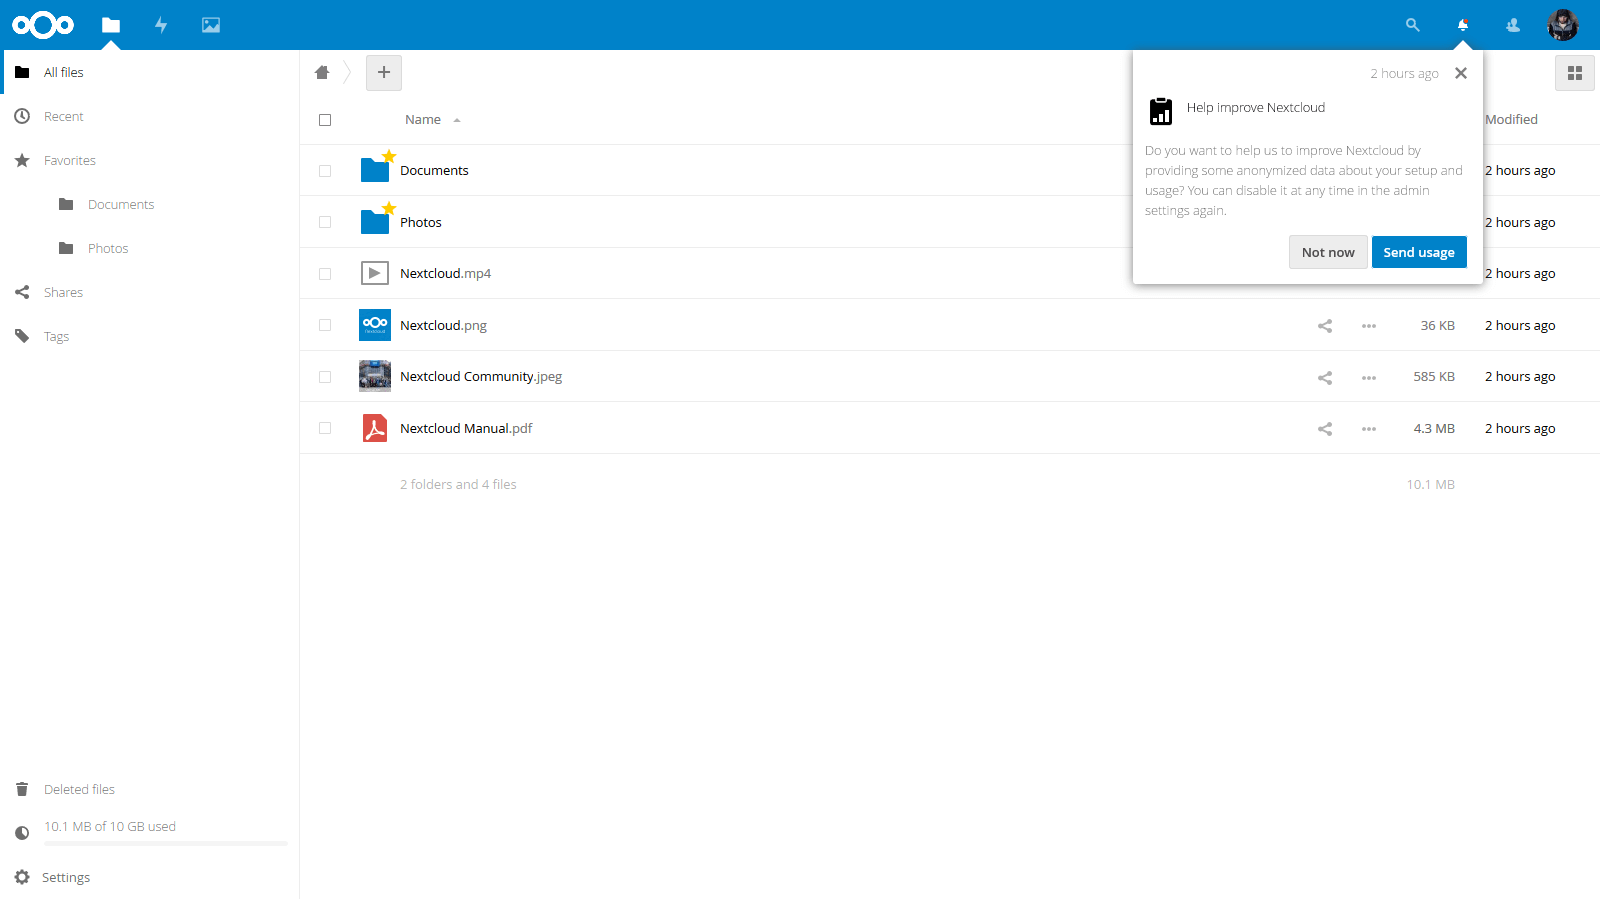 All files
Recent
Favorites
Documents
Photos
Shares
Tags
Deleted files
10.1 MB of 10 GB used
Settings
Name
Modified
Documents
2 hours ago
Photos
2 hours ago
Nextcloud.mp4
2 hours ago
Nextcloud.png
36 KB
2 hours ago
Nextcloud Community.jpeg
585 KB
2 hours ago
Nextcloud Manual.pdf
4.3 MB
2 hours ago
2 folders and 4 files
10.1 MB
2 hours ago
Help improve Nextcloud
Do you want to help us to improve Nextcloud by
providing some anonymized data about your setup and
usage? You can disable it at any time in the admin
settings again.
Not now
Send usage